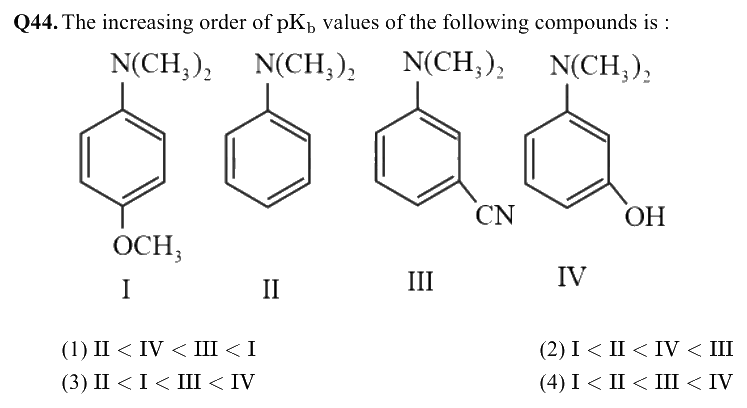 Q44. The increasing order of pK_b values of the following compounds is :
N(CH₃)₂ N(CH₃)₂ N(CH₃)₂ N(CH₃)₂
CN OH
OCH₃
I II III IV
(1) II < IV < III < I (2) I < II < IV < III
(3) II < I < III < IV (4) I < II < III < IV